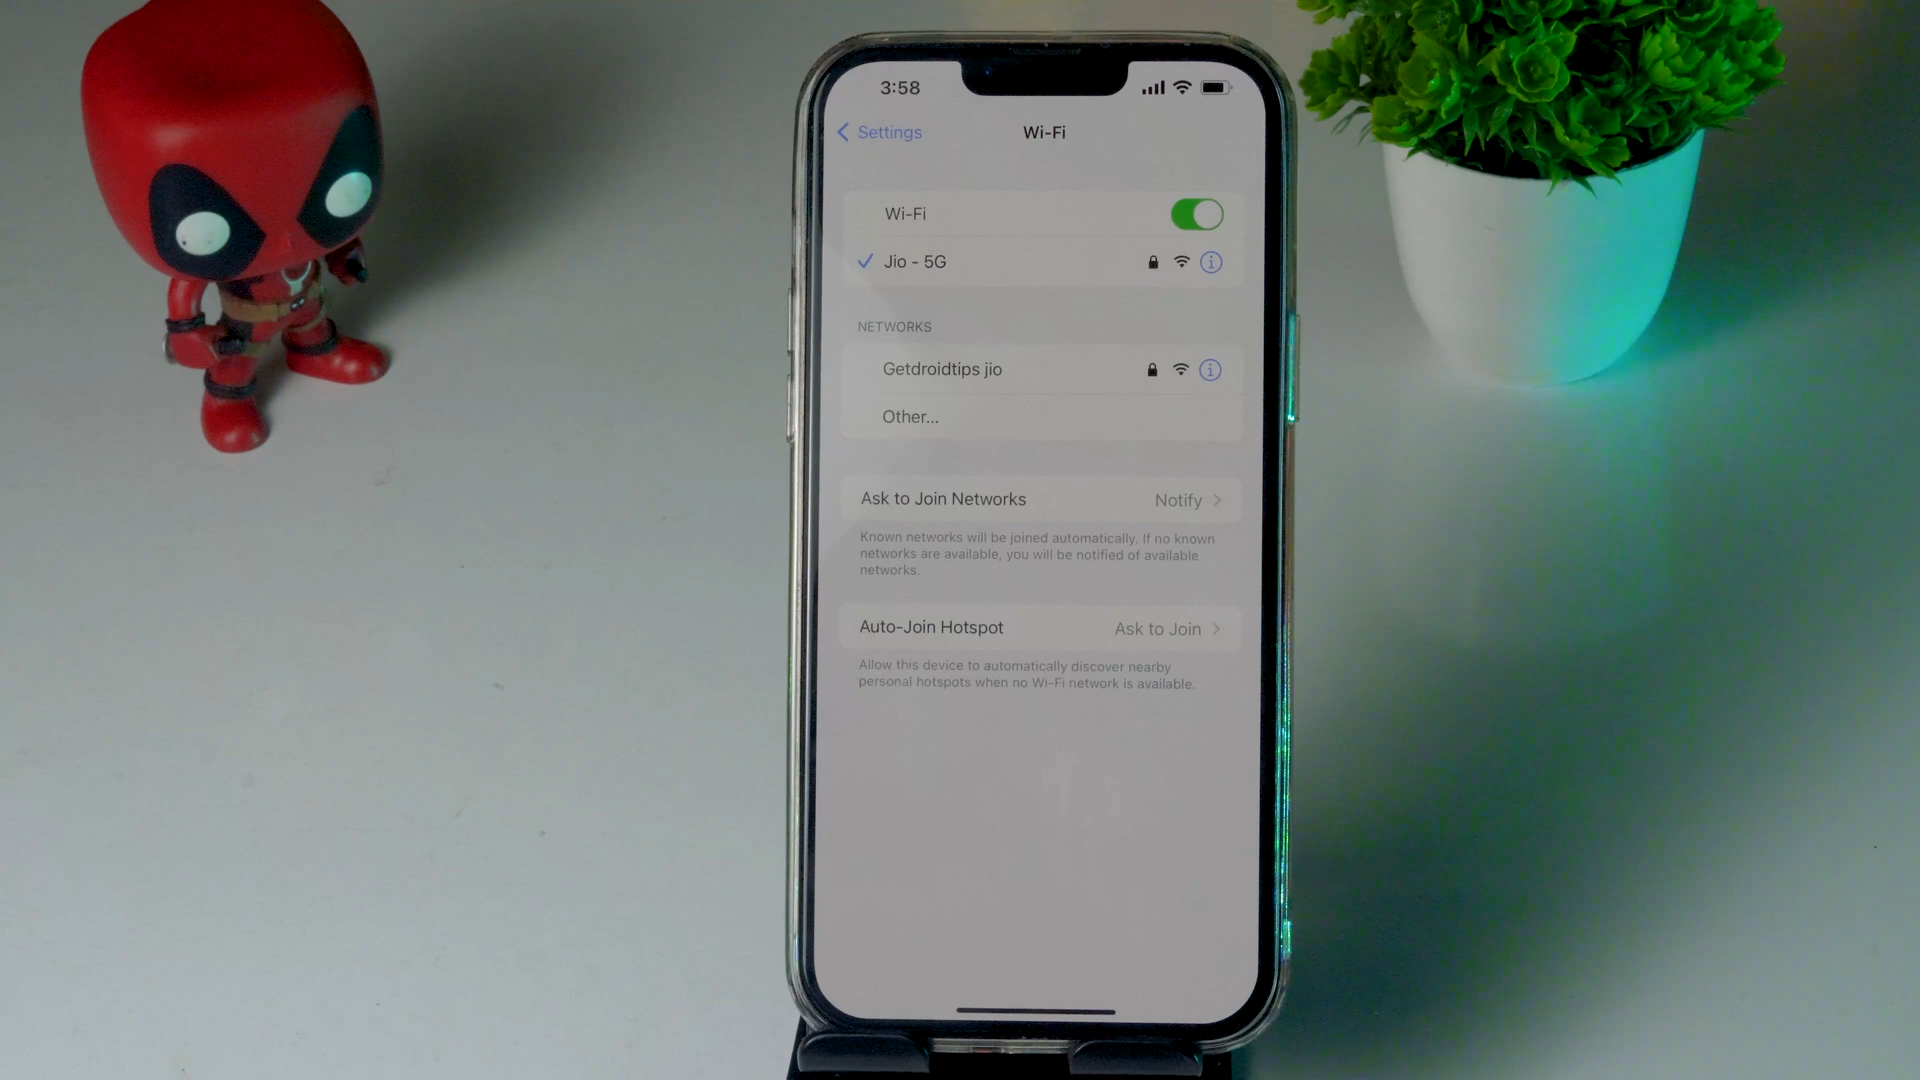 3:58
Settings
Wi-Fi
Wi-Fi
Jio - 5G
NETWORKS
Getdroidtips jio
Other...
Ask to Join Networks Notify
Known networks will be joined automatically. If no known
networks are available, you will be notified of available
networks.
Auto-Join Hotspot Ask to Join
Allow this device to automatically discover nearby
personal hotspots when no Wi-Fi network is available.